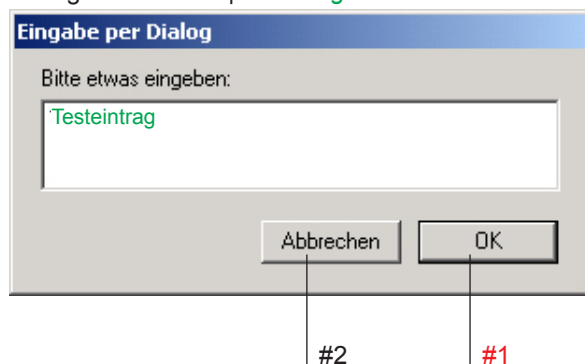 Eingabe per Dialog
Bitte etwas eingeben:
Testeintrag
Abbrechen OK
#2 #1